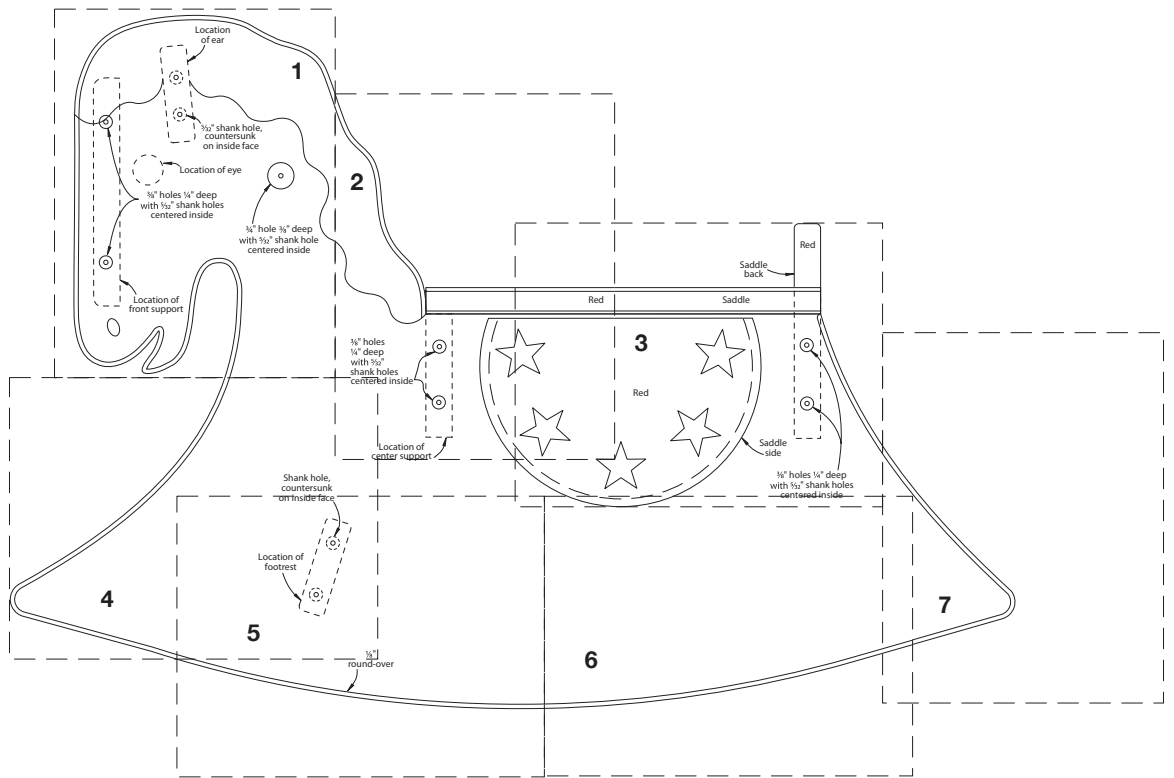 Location
of ear
1
5/32" shank hole,
countersunk
on inside face
Location of eye
3/8" holes 1/4" deep
with 5/32" shank holes
centered inside
3/4" hole 3/8" deep
with 5/32" shank hole
centered inside
Location of
front support
2
Red
Saddle
back
Red
Saddle
3/8" holes
1/4" deep
with 5/32"
shank holes
centered inside
3
Red
Location of
center support
Saddle
side
3/8" holes 1/4" deep
with 5/32" shank holes
centered inside
Shank hole,
countersunk
on inside face
Location of
footrest
4
5
1/8"
round-over
6
7